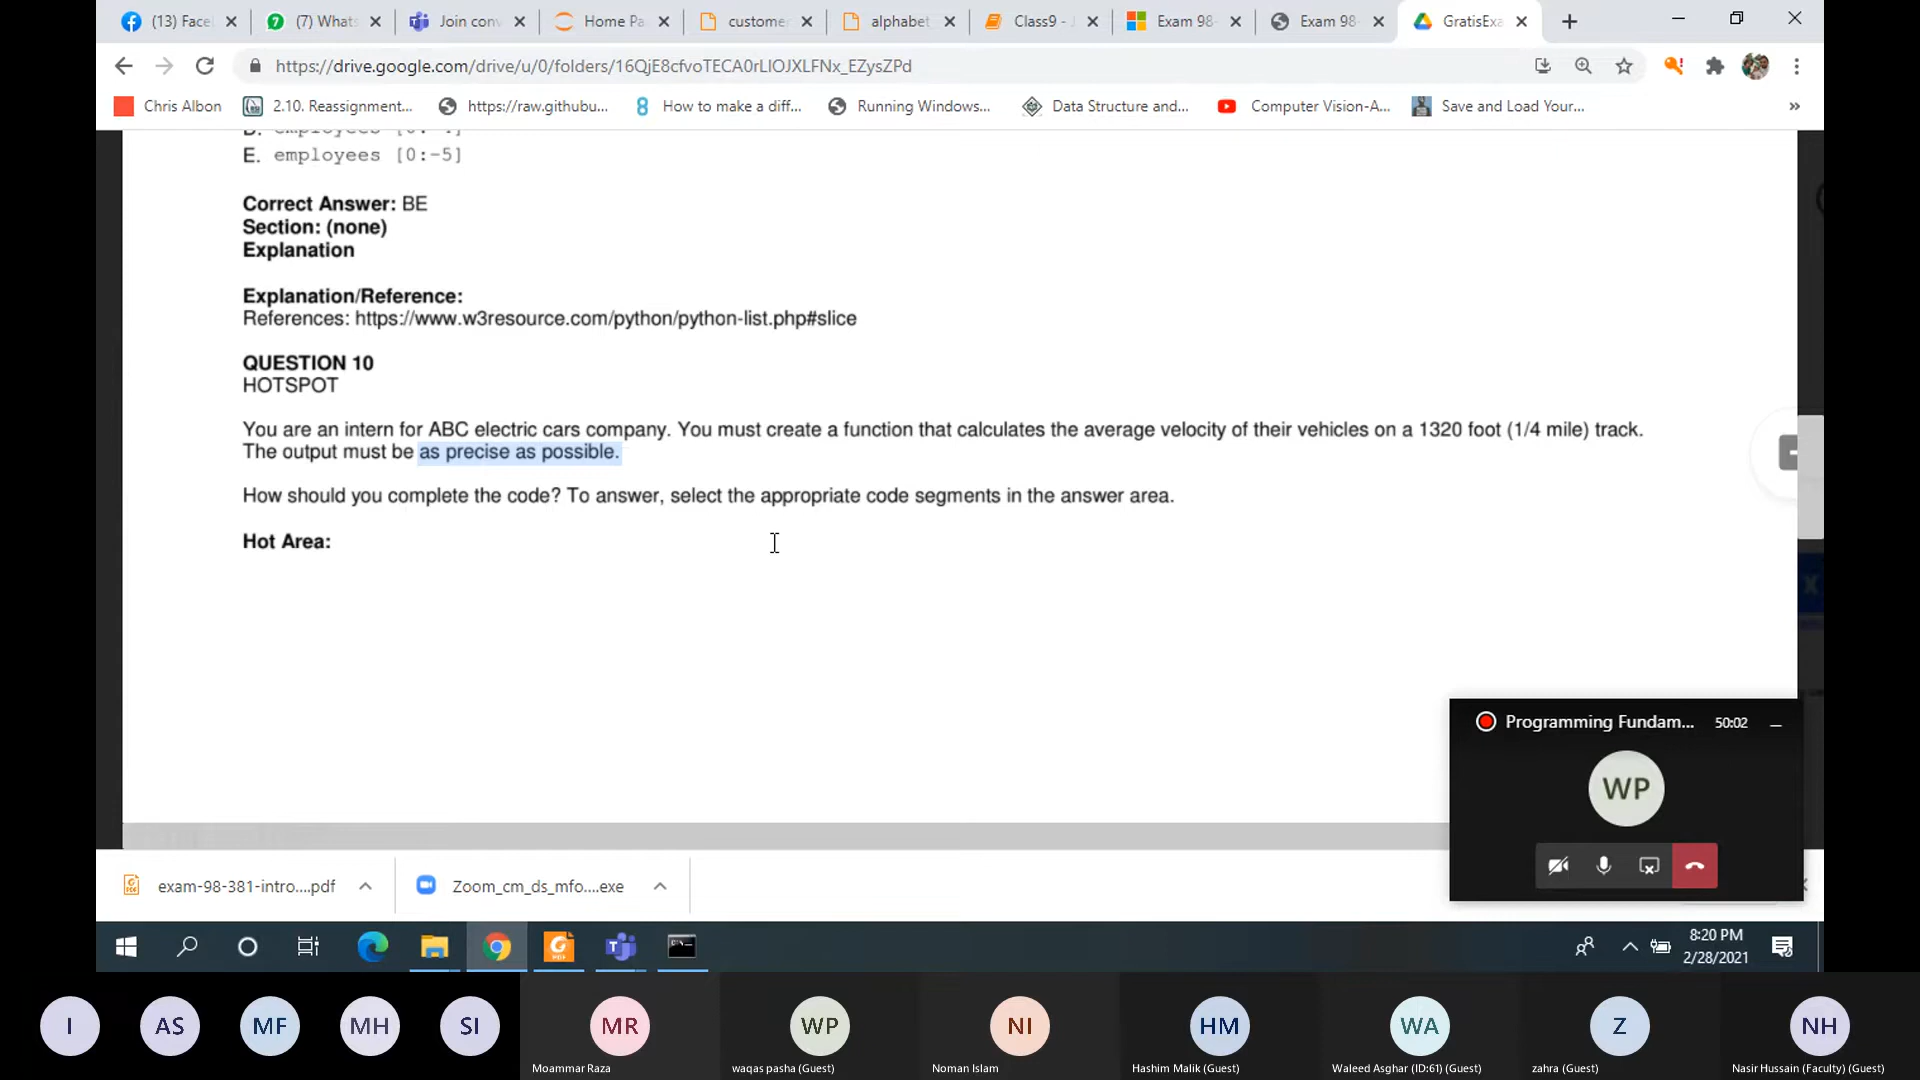 (13) Face
(7) Whats
Join con
Home Pa
custome
alphabet
Class9 - J
Exam 98-
Exam 98-
GratisExa
https://drive.google.com/drive/u/0/folders/16QjE8cfvoTECA0rLIOJXLFNx_EZysZPd
Chris Albon
2.10. Reassignment...
https://raw.githubu...
How to make a diff...
Running Windows...
Data Structure and...
Computer Vision-A...
Save and Load Your...
»
E. employees [0:-5]
Correct Answer: BE
Section: (none)
Explanation
Explanation/Reference:
References: https://www.w3resource.com/python/python-list.php#slice
QUESTION 10
HOTSPOT
You are an intern for ABC electric cars company. You must create a function that calculates the average velocity of their vehicles on a 1320 foot (1/4 mile) track.
The output must be as precise as possible.
How should you complete the code? To answer, select the appropriate code segments in the answer area.
Hot Area:
Programming Fundam...
50:02
WP
exam-98-381-intro....pdf
Zoom_cm_ds_mfo....exe
8:20 PM
2/28/2021
I
AS
MF
MH
SI
MR
WP
NI
HM
WA
Z
NH
Moammar Raza
waqas pasha (Guest)
Noman Islam
Hashim Malik (Guest)
Waleed Asghar (ID:61) (Guest)
zahra (Guest)
Nasir Hussain (Faculty) (Guest)